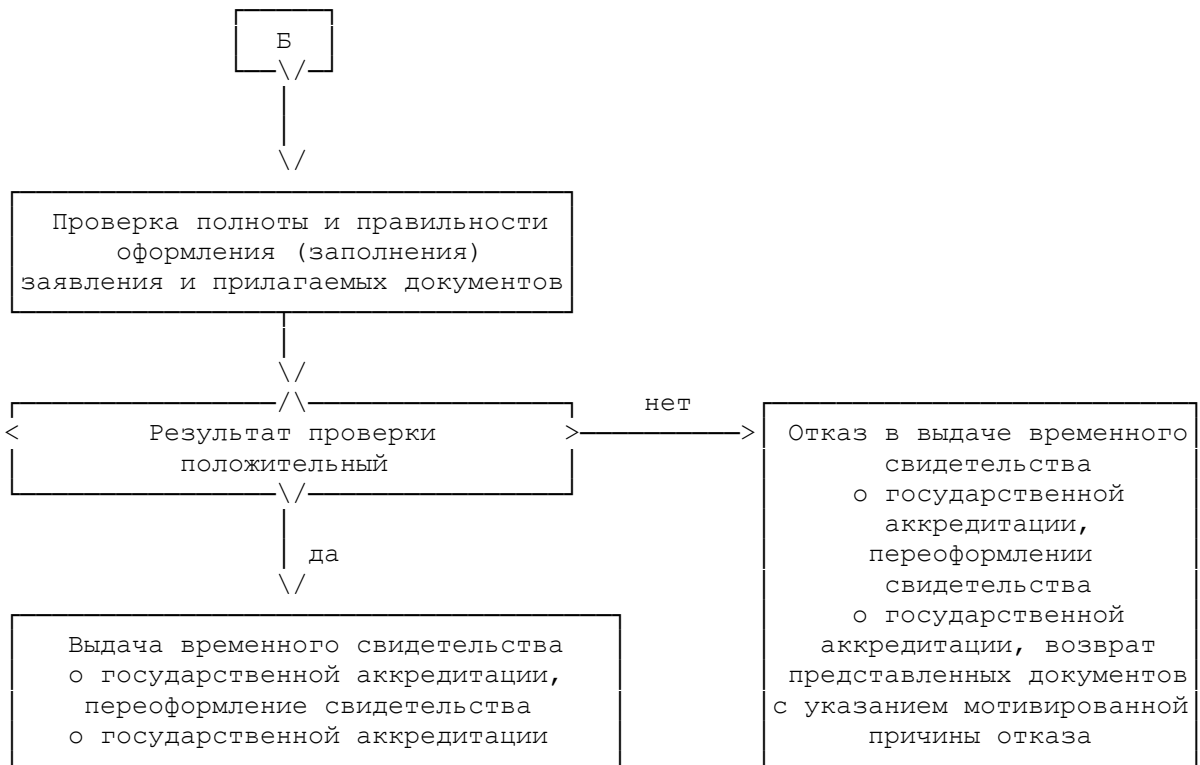 Б
Проверка полноты и правильности
оформления (заполнения)
заявления и прилагаемых документов
нет
Результат проверки
положительный
да
Выдача временного свидетельства
о государственной аккредитации,
переоформление свидетельства
о государственной аккредитации
Отказ в выдаче временного
свидетельства
о государственной
аккредитации,
переоформлении
свидетельства
о государственной
аккредитации, возврат
представленных документов
с указанием мотивированной
причины отказа